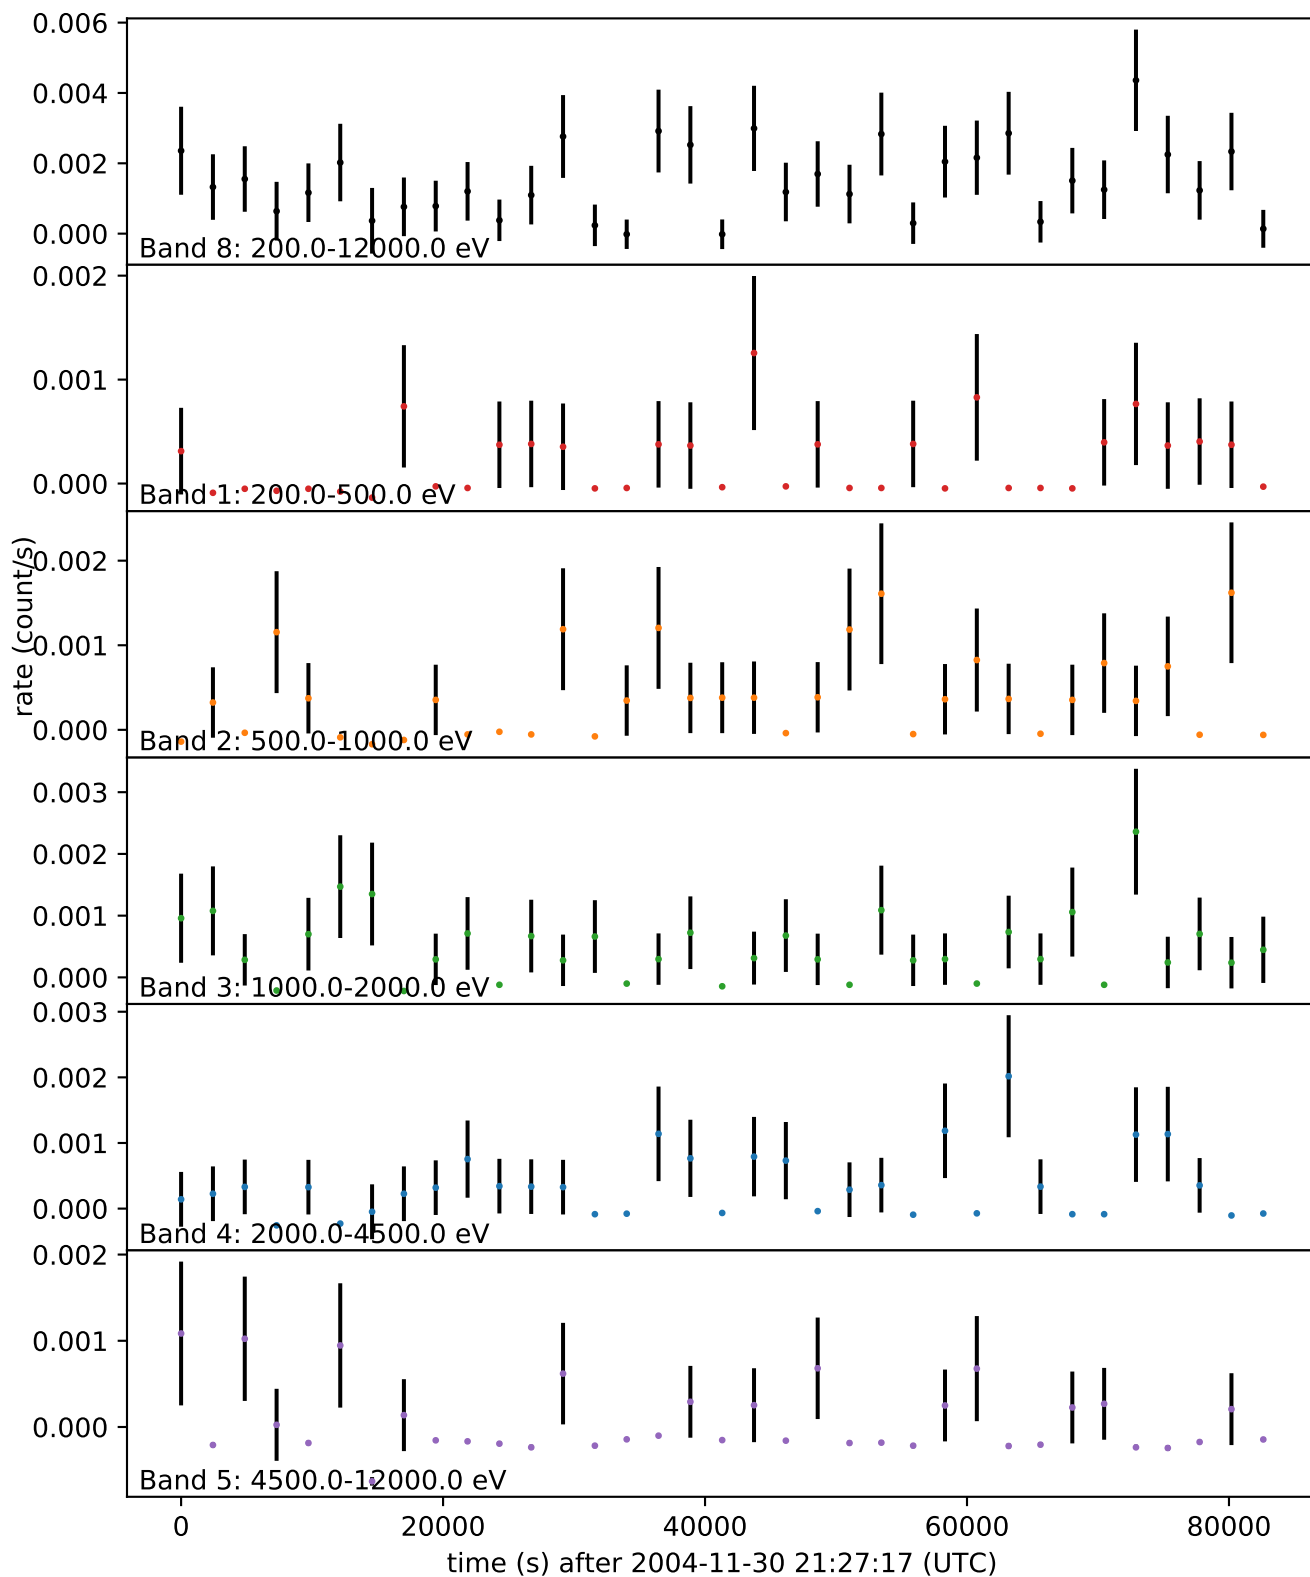 0.006
0.004
0.002
0.000
Band 8: 200.0-12000.0 eV
0.002
0.001
0.000
Band 1: 200.0-500.0 eV
rate (count/s)
0.002
0.001
0.000
Band 2: 500.0-1000.0 eV
0.003
0.002
0.001
0.000
Band 3: 1000.0-2000.0 eV
0.003
0.002
0.001
0.000
Band 4: 2000.0-4500.0 eV
0.002
0.001
0.000
Band 5: 4500.0-12000.0 eV
0 20000 40000 60000 80000
time (s) after 2004-11-30 21:27:17 (UTC)